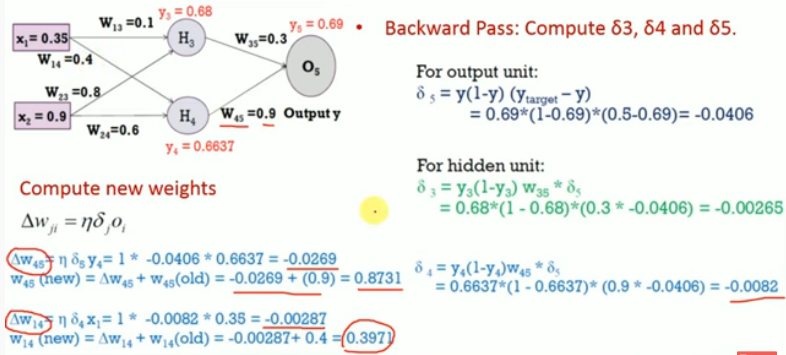 W₁₃ =0.1
y₃ = 0.68
x₁= 0.35
H₃
W₃₅=0.3
y₅ = 0.69
W₁₄ =0.4
O₅
W₂₃ =0.8
x₂ = 0.9
H₄
W₄₅ =0.9 Output y
W₂₄=0.6
y₄ = 0.6637
• Backward Pass: Compute δ3, δ4 and δ5.
For output unit:
δ ₅ = y(1-y) (y_target – y)
= 0.69*(1-0.69)*(0.5-0.69)= -0.0406
For hidden unit:
δ ₃ = y₃(1-y₃) w₃₅ * δ₅
= 0.68*(1 - 0.68)*(0.3 * -0.0406) = -0.00265
δ ₄ = y₄(1-y₄)w₄₅ * δ₅
= 0.6637*(1 - 0.6637)* (0.9 * -0.0406) = -0.0082
Compute new weights
Δw_ji = ηδ_j o_i
Δw₄₅= η δ₅ y₄= 1 * -0.0406 * 0.6637 = -0.0269
w₄₅ (new) = Δw₄₅ + w₄₅(old) = -0.0269 + (0.9) = 0.8731
Δw₁₄= η δ₄ x₁= 1 * -0.0082 * 0.35 = -0.00287
w₁₄ (new) = Δw₁₄ + w₁₄(old) = -0.00287+ 0.4 = 0.3971